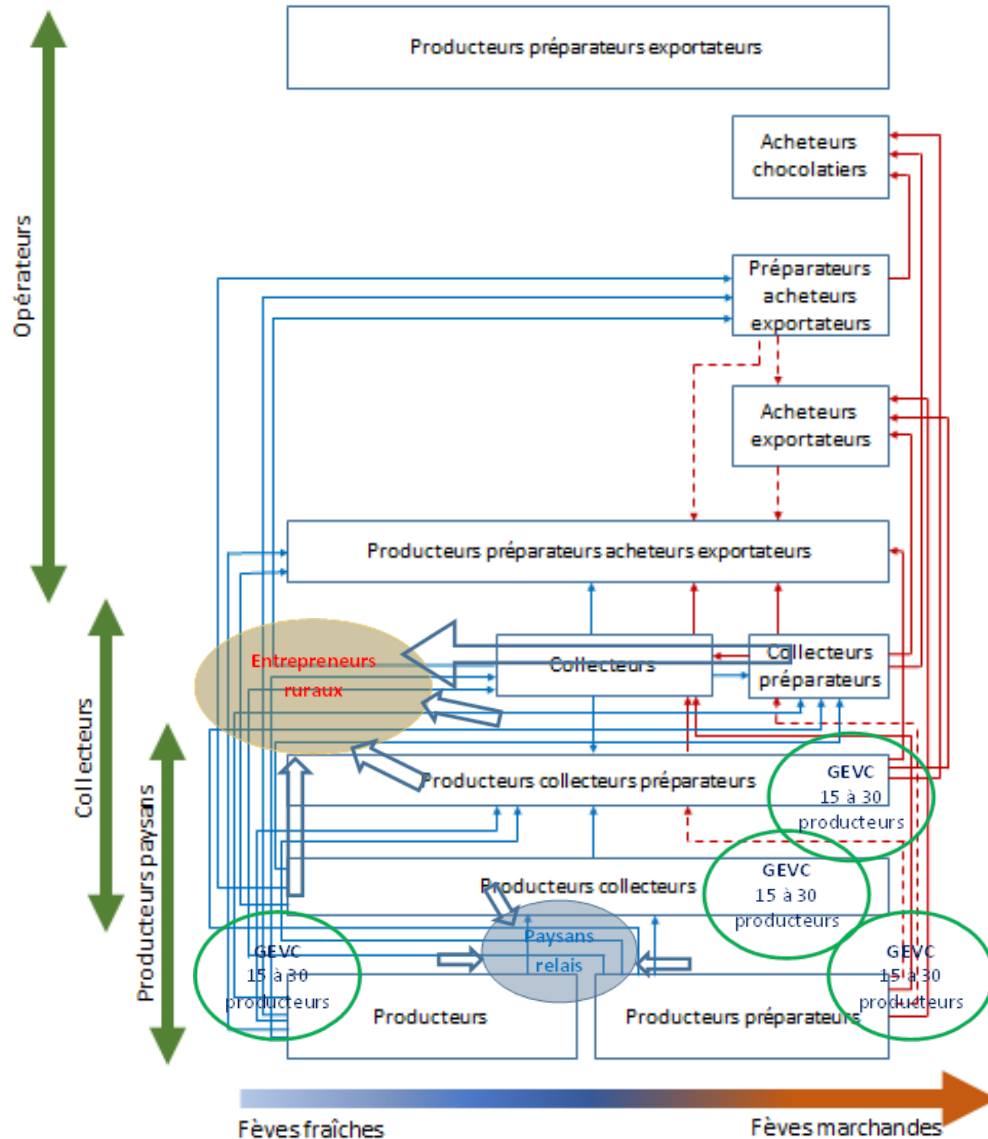 Producteurs préparateurs exportateurs
Acheteurs
chocolatiers
Opérateurs
Préparateurs
acheteurs
exportateurs
Acheteurs
exportateurs
Producteurs préparateurs acheteurs exportateurs
Entrepreneurs
ruraux
Collecteurs
Collecteurs
préparateurs
Collecteurs
Producteurs paysans
Producteurs collecteurs préparateurs
GEVC
15 à 30
producteurs
Producteurs collecteurs
GEVC
15 à 30
producteurs
Paysans
relais
GEVC
15 à 30
producteurs
GEVC
15 à 30
producteurs
Producteurs
Producteurs préparateurs
Fèves fraîches
Fèves marchandes